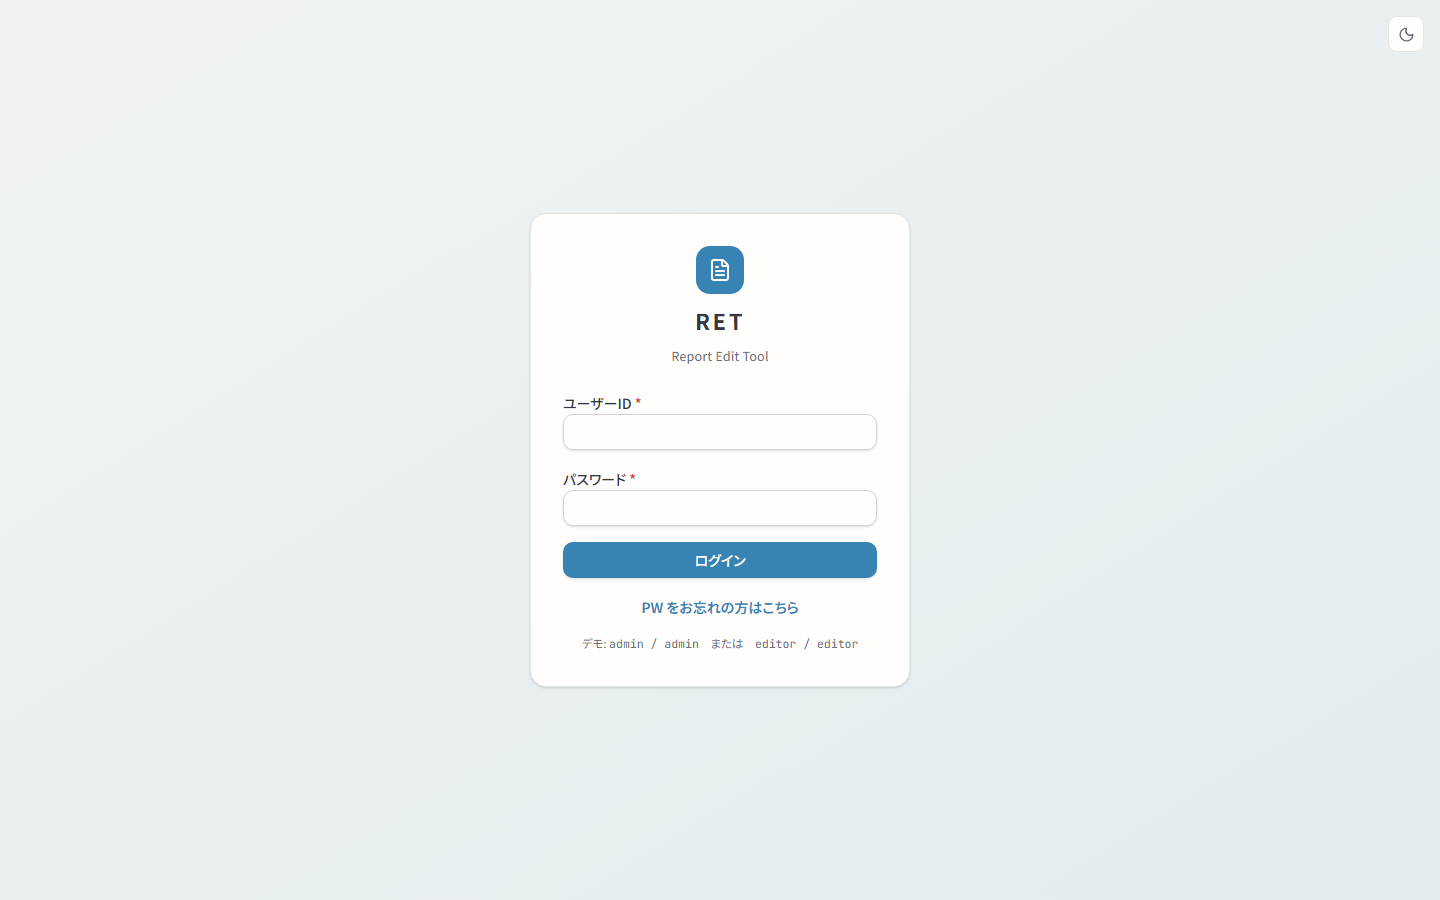 RET
Report Edit Tool
ユーザーID *
パスワード *
ログイン
PW をお忘れの方はこちら
デモ: admin / admin または editor / editor